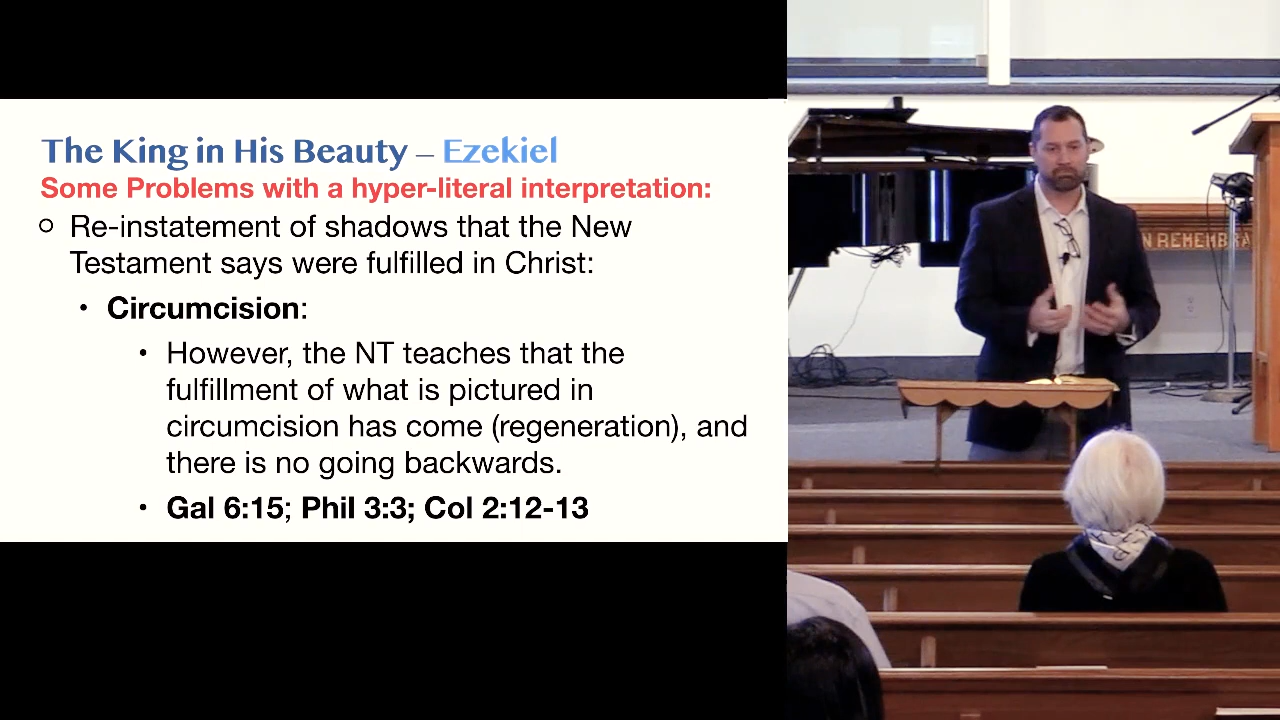 The King in His Beauty – Ezekiel
Some Problems with a hyper-literal interpretation:
Re-instatement of shadows that the New
Testament says were fulfilled in Christ:
• Circumcision:
• However, the NT teaches that the
fulfillment of what is pictured in
circumcision has come (regeneration), and
there is no going backwards.
• Gal 6:15; Phil 3:3; Col 2:12-13
IN REMEMBRA